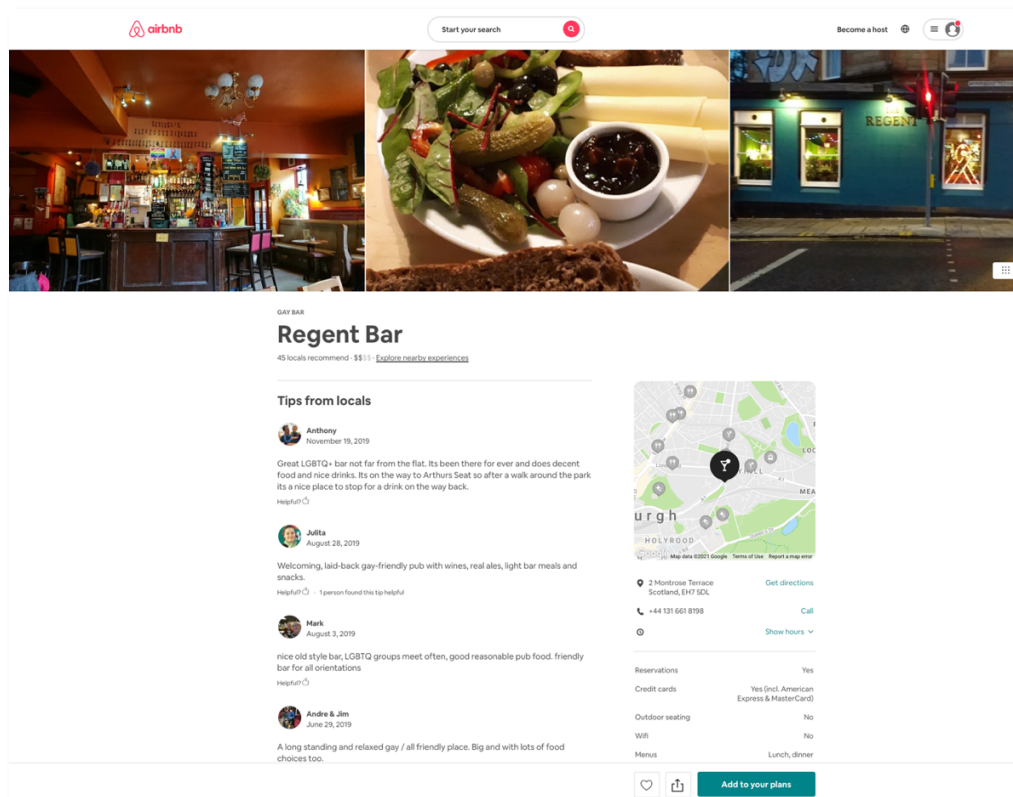 airbnb
Start your search
Become a host
REGENT
GAY BAR
Regent Bar
45 locals recommend · $$$$ · Explore nearby experiences
Tips from locals
Anthony
November 19, 2019
Great LGBTQ+ bar not far from the flat. Its been there for ever and does decent
food and nice drinks. Its on the way to Arthurs Seat so after a walk around the park
its a nice place to stop for a drink on the way back.
Helpful?
Julita
August 28, 2019
Welcoming, laid-back gay-friendly pub with wines, real ales, light bar meals and
snacks.
Helpful? · 1 person found this tip helpful
Mark
August 3, 2019
nice old style bar, LGBTQ groups meet often, good reasonable pub food. friendly
bar for all orientations
Helpful?
Andre & Jim
June 29, 2019
A long standing and relaxed gay / all friendly place. Big and with lots of food
choices too.
LOC
MEA
urgh
HOLYROOD
Google
Map data ©2021 Google Terms of Use Report a map error
2 Montrose Terrace
Scotland, EH7 5DL
Get directions
+44 131 661 8198
Call
Show hours
Reservations Yes
Credit cards Yes (incl. American
Express & MasterCard)
Outdoor seating No
Wifi No
Menus Lunch, dinner
Add to your plans